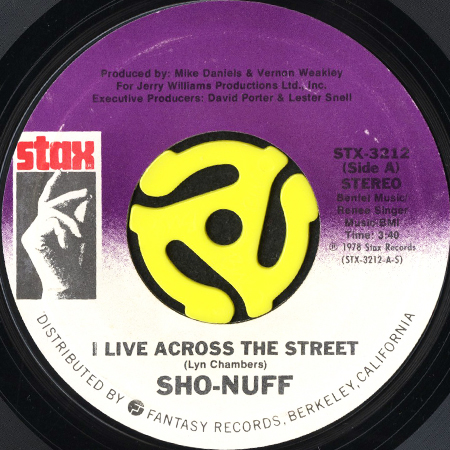 Produced by: Mike Daniels & Vernon Weakley
For Jerry Williams Productions Ltd., Inc.
Executive Producers: David Porter & Lester Snell
stax
STX-3212
(Side A)
STEREO
Bentel Music/
Renea Singer
Music-BMI
Time: 3:40
℗ 1978 Stax Records
(STX-3212-A-S)
I LIVE ACROSS THE STREET
(Lyn Chambers)
SHO-NUFF
DISTRIBUTED BY F FANTASY RECORDS, BERKELEY, CALIFORNIA